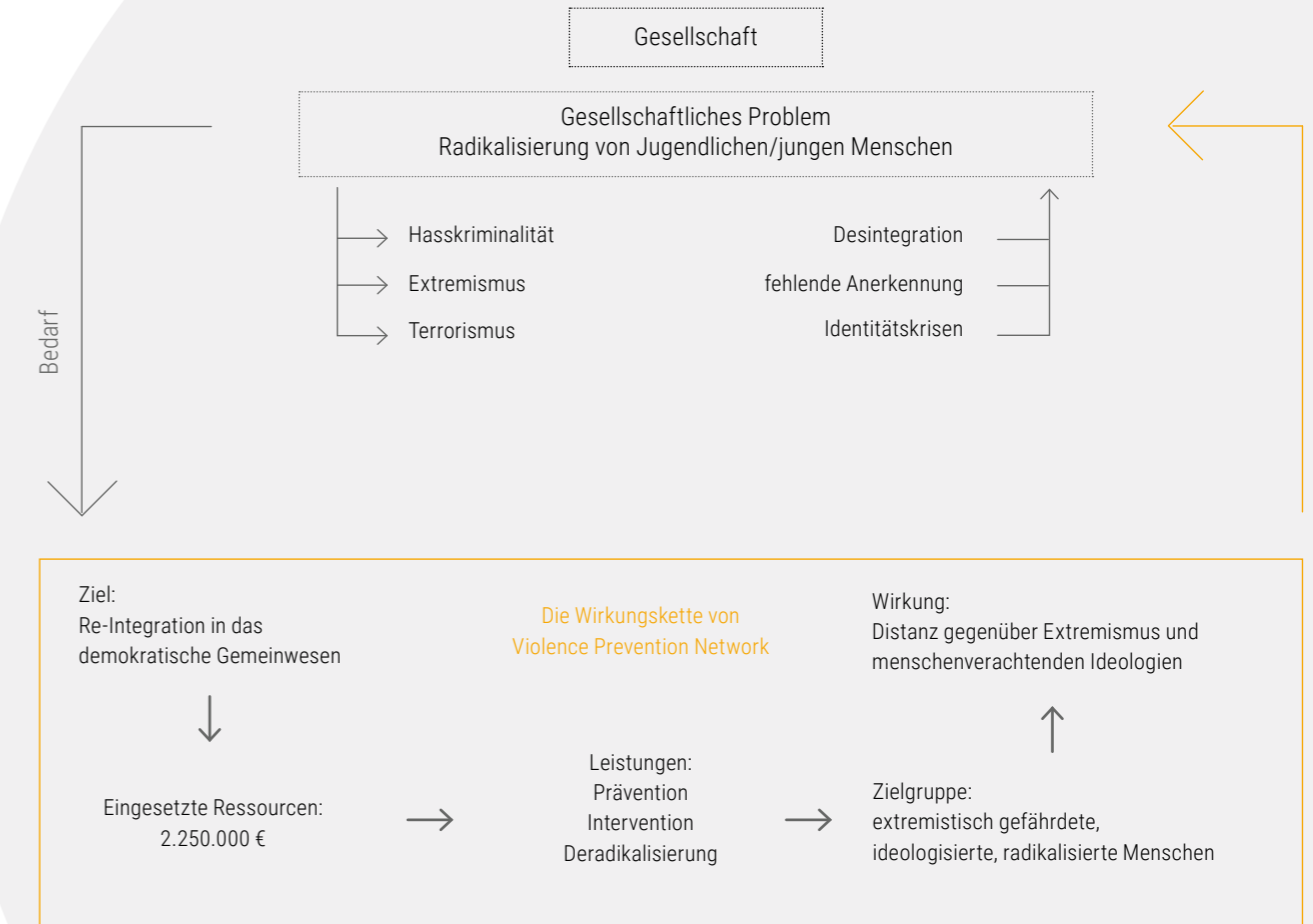 Gesellschaft
Gesellschaftliches Problem
Radikalisierung von Jugendlichen/jungen Menschen
Hasskriminalität
Extremismus
Terrorismus
Desintegration
fehlende Anerkennung
Identitätskrisen
Bedarf
Ziel:
Re-Integration in das
demokratische Gemeinwesen
Die Wirkungskette von
Violence Prevention Network
Wirkung:
Distanz gegenüber Extremismus und
menschenverachtenden Ideologien
Eingesetzte Ressourcen:
2.250.000 €
Leistungen:
Prävention
Intervention
Deradikalisierung
Zielgruppe:
extremistisch gefährdete,
ideologisierte, radikalisierte Menschen